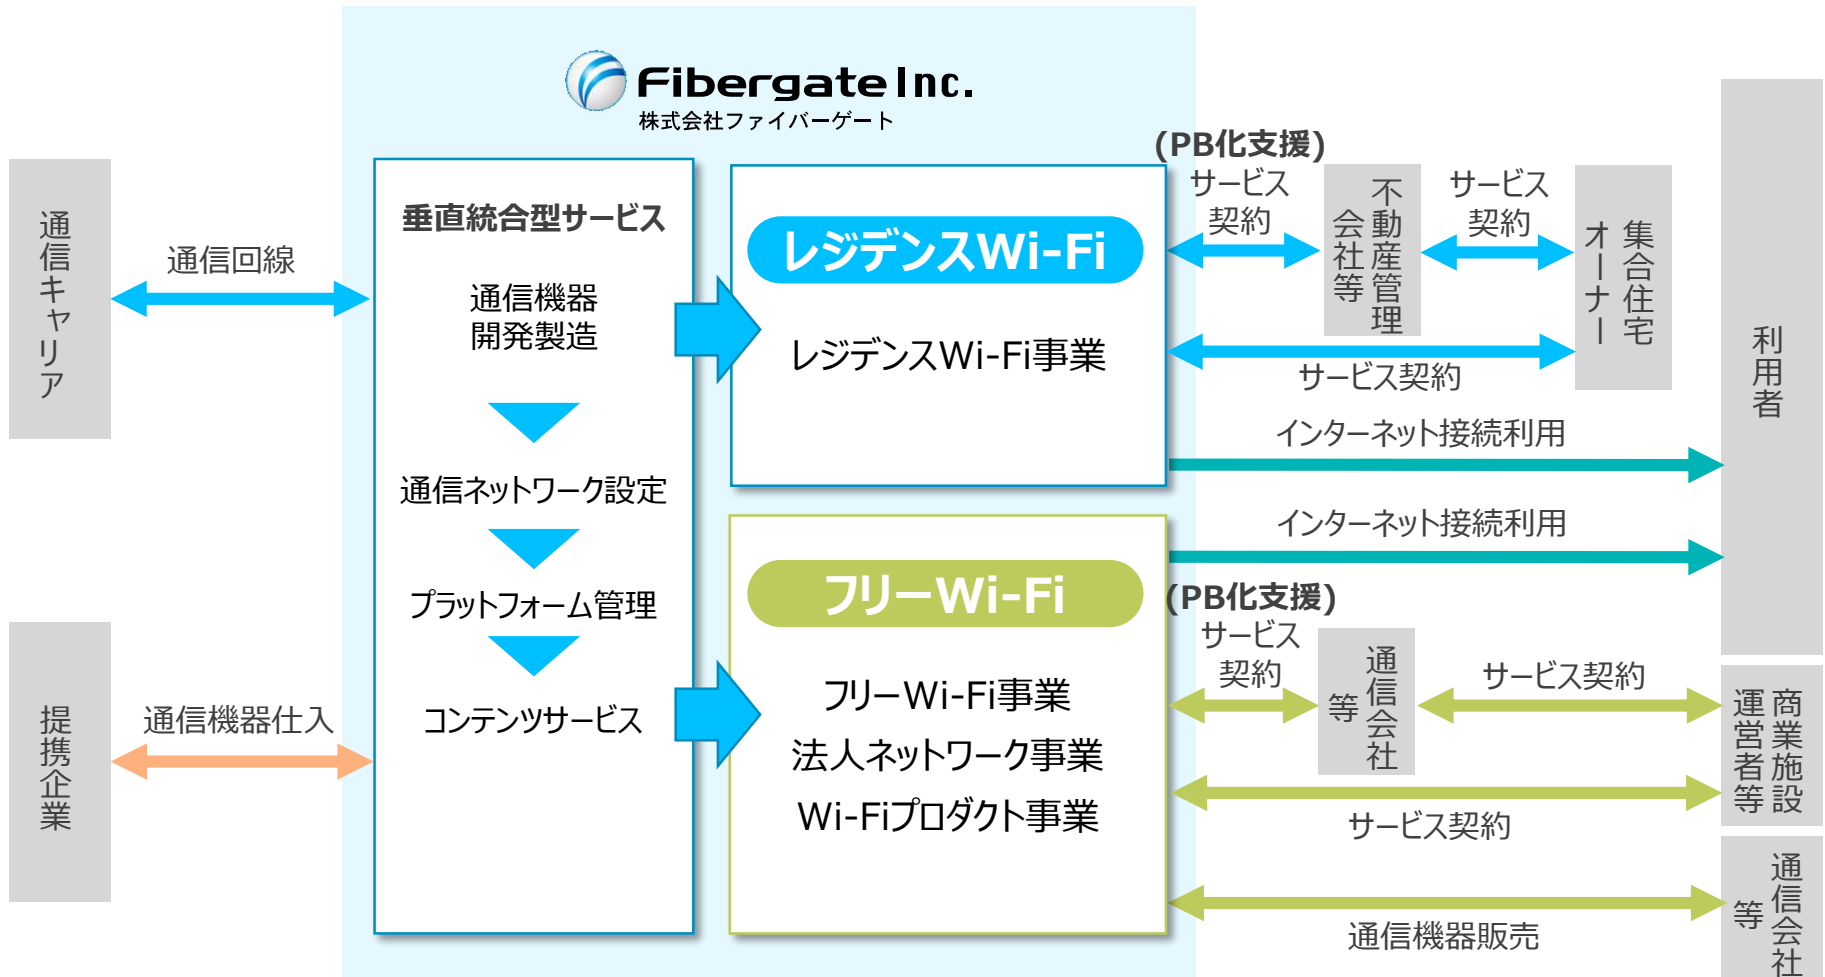 Fibergate Inc.
株式会社ファイバーゲート
通信キャリア
通信回線
提携企業
通信機器仕入
垂直統合型サービス
通信機器
開発製造
通信ネットワーク設定
プラットフォーム管理
コンテンツサービス
レジデンスWi-Fi
レジデンスWi-Fi事業
フリーWi-Fi
フリーWi-Fi事業
法人ネットワーク事業
Wi-Fiプロダクト事業
(PB化支援)
サービス
契約
不動産管理
会社等
サービス
契約
集合住宅
オーナー
サービス契約
インターネット接続利用
インターネット接続利用
利用者
(PB化支援)
サービス
契約
通信会社
等
サービス契約
商業施設
運営者等
サービス契約
通信機器販売
通信会社
等